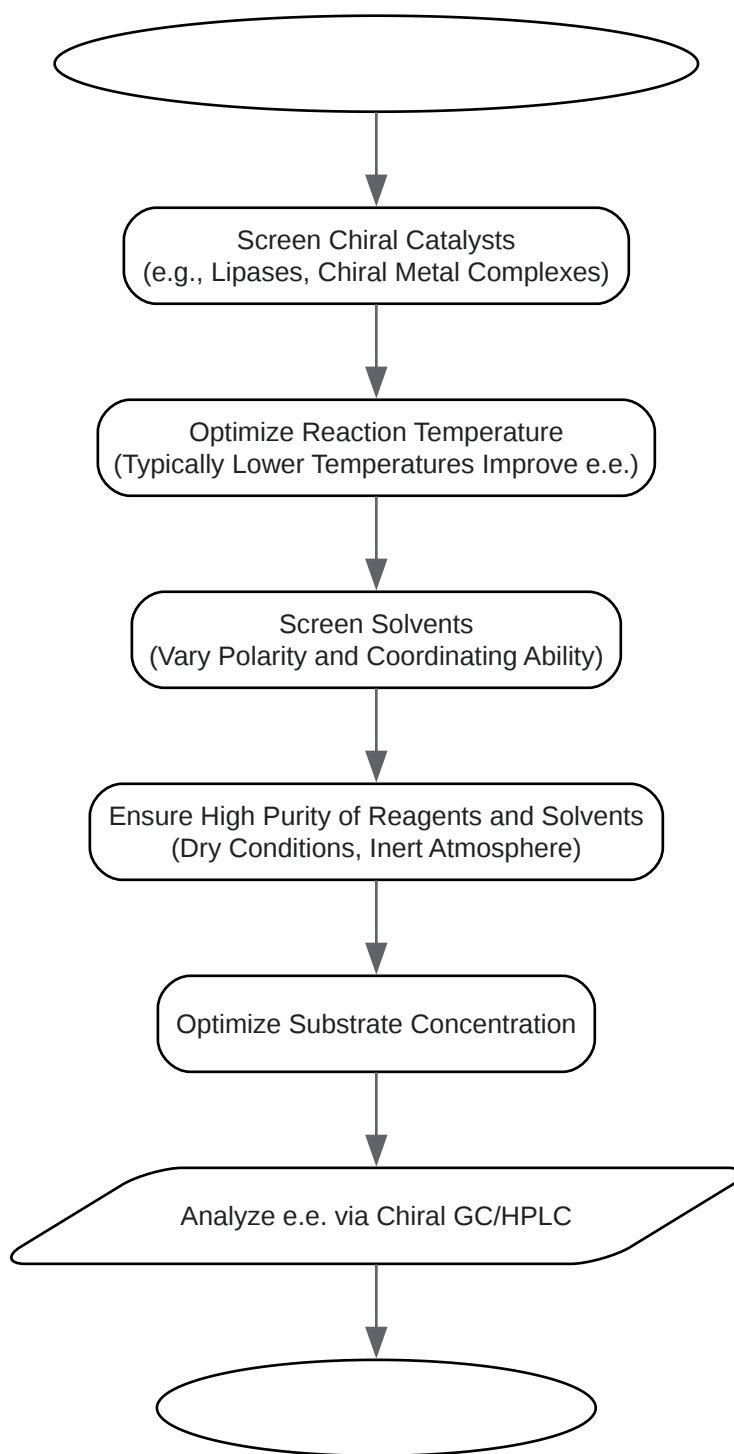 Screen Chiral Catalysts
(e.g., Lipases, Chiral Metal Complexes)
Optimize Reaction Temperature
(Typically Lower Temperatures Improve e.e.)
Screen Solvents
(Vary Polarity and Coordinating Ability)
Ensure High Purity of Reagents and Solvents
(Dry Conditions, Inert Atmosphere)
Optimize Substrate Concentration
Analyze e.e. via Chiral GC/HPLC